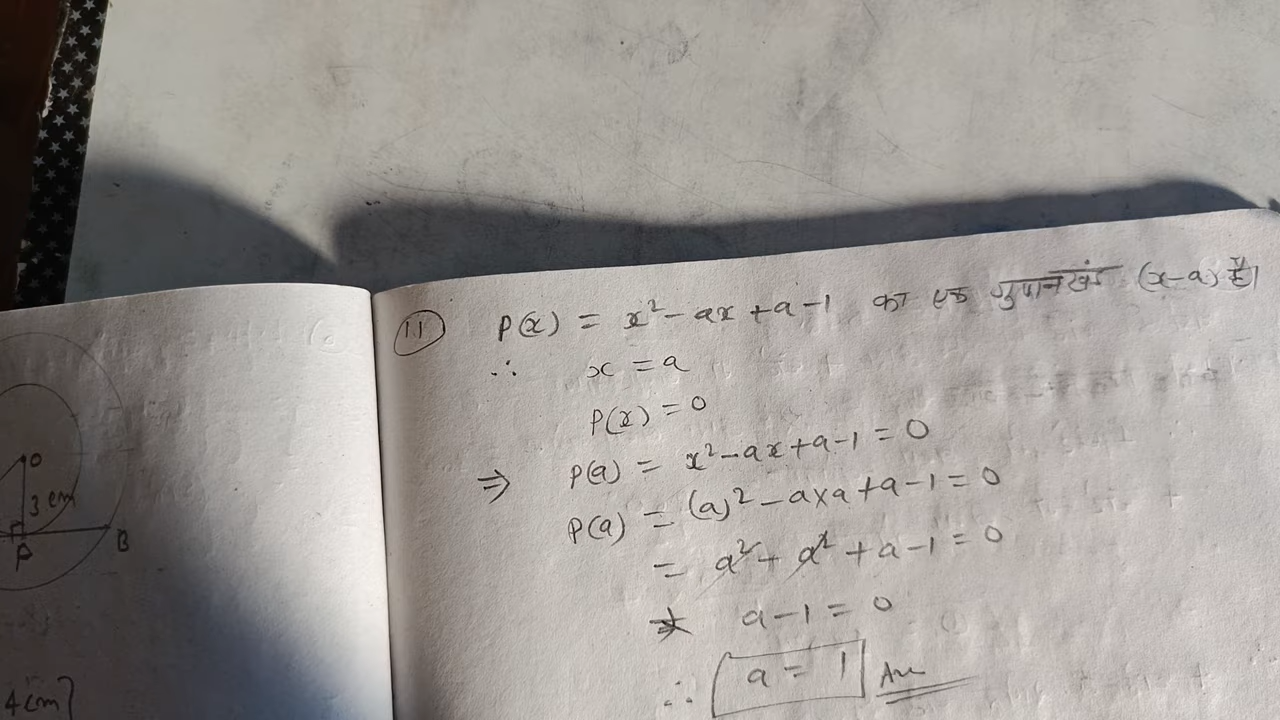 O
3 cm
P
B
4 cm]
(11) P(x) = x² - ax + a - 1 का एक गुणनखंड (x-a) है।
∴ x = a
P(x) = 0
⇒ P(a) = x² - ax + a - 1 = 0
P(a) = (a)² - a×a + a - 1 = 0
= a² - a² + a - 1 = 0
a - 1 = 0
∴ a = 1 Ans